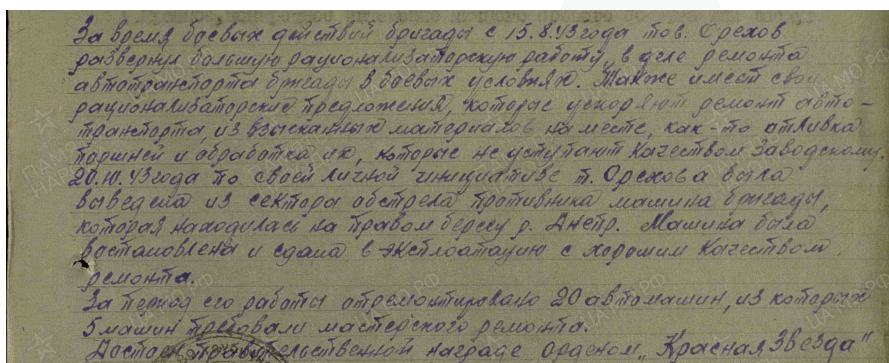 За время боевых действий бригады с 15.8.43 года тов. Орехов
развернул большую рационализаторскую работу, в деле ремонта
автотранспорта бригады в боевых условиях. Также имеет свои
рационализаторские предложения, которые ускоряют ремонт авто-
транспорта, из взысканных материалов на месте, как-то отливка
поршней и обработка их, которые не уступают качеством заводскому.
20.10.43 года по своей личной инициативе т. Орехова была
выведена из сектора обстрела противника машина бригады,
которая находилась на правом берегу р. Днепр. Машина была
востановлена и сдана в эксплоатацию с хорошим качеством
ремонта.
За период его работы отремонтировано 20 автомашин, из которых
5 машин требовали мастерского ремонта.
Достоин правительственной награде орденом „Красная Звезда"
ПАМЯТЬ НАРОДА
ЦАМО.РФ